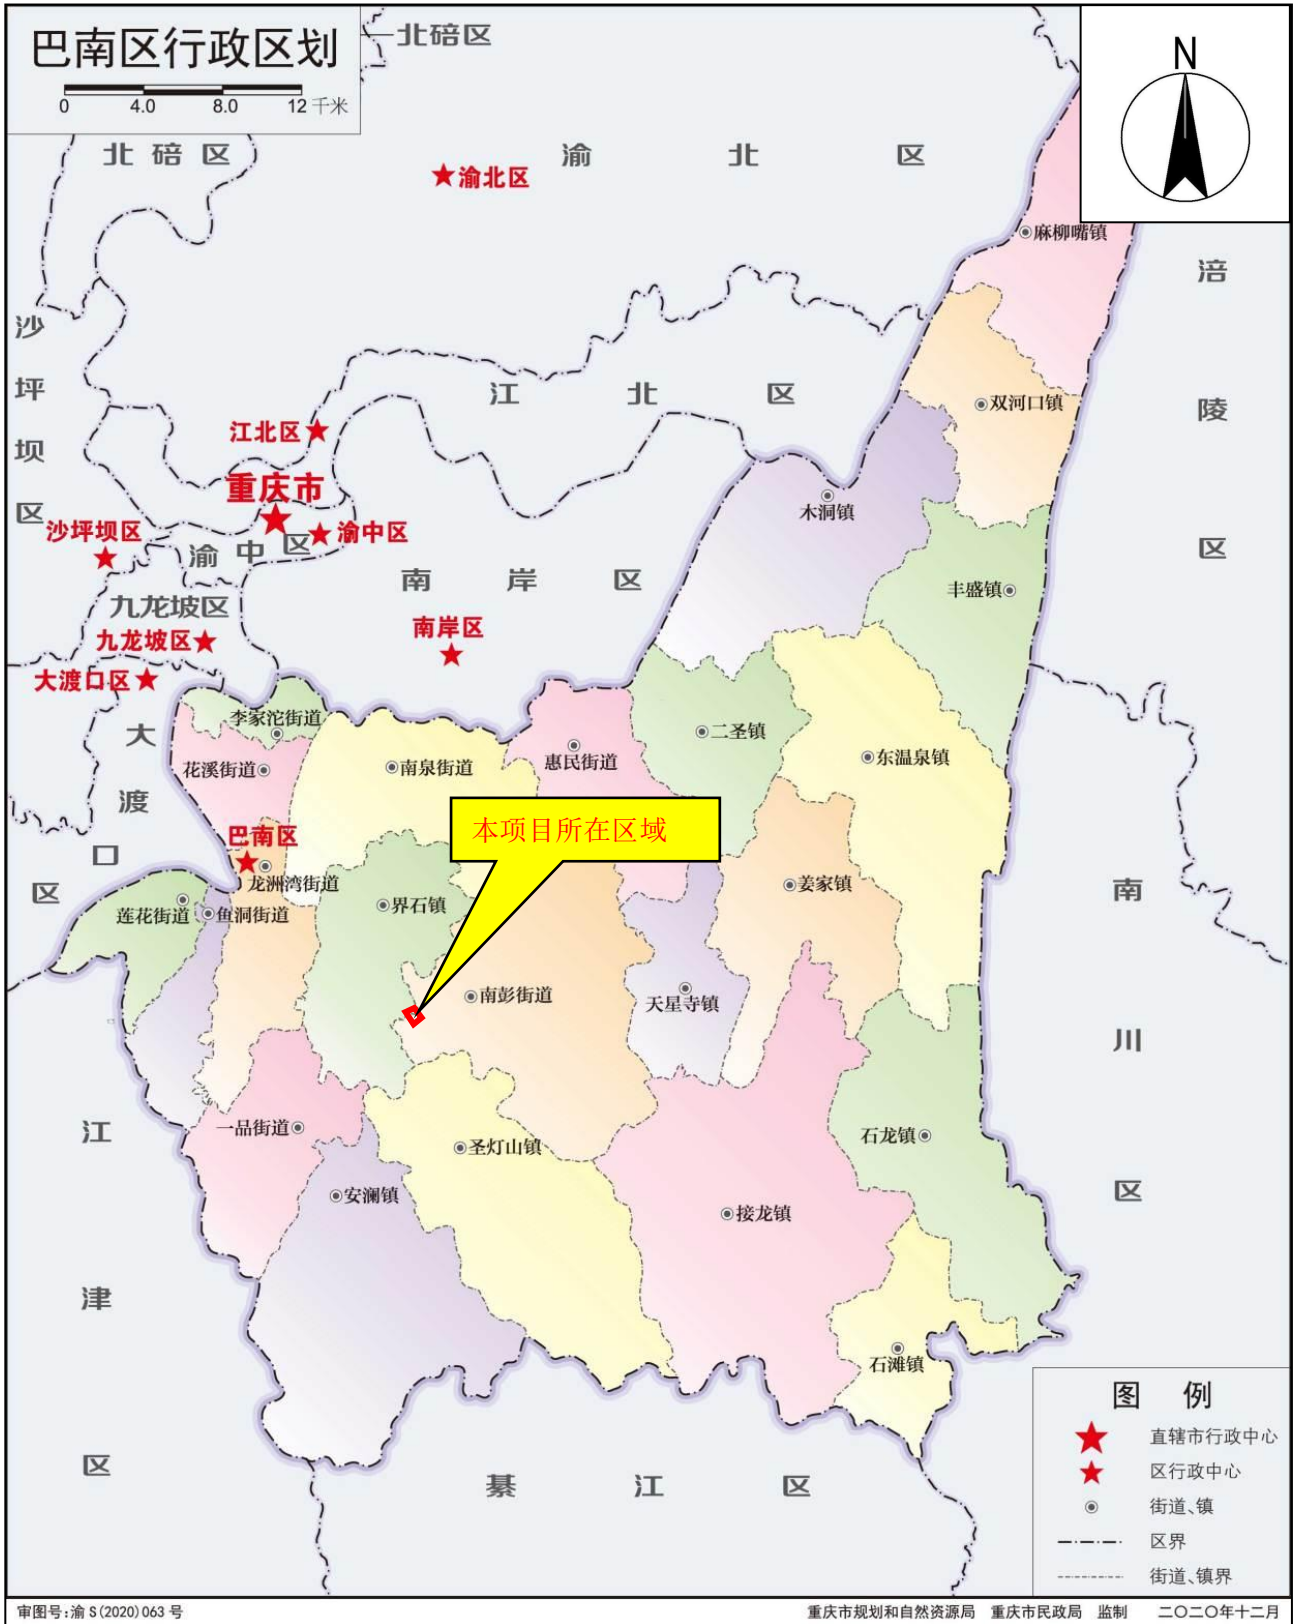 巴南区行政区划
0 4.0 8.0 12 千米
北碚区
N
北碚区
渝北区
渝北区
麻柳嘴镇
涪陵区
沙坪坝区
江北区
双河口镇
江北区
重庆市
木洞镇
沙坪坝区
渝中区
渝中区
南岸区
丰盛镇
九龙坡区
九龙坡区
南岸区
大渡口区
李家沱街道
二圣镇
大渡口区
花溪街道
南泉街道
惠民街道
东温泉镇
本项目所在区域
巴南区
龙洲湾街道
姜家镇
莲花街道
鱼洞街道
界石镇
南川区
南彭街道
天星寺镇
江津区
一品街道
圣灯山镇
石龙镇
安澜镇
接龙镇
石滩镇
綦江区
图 例
直辖市行政中心
区行政中心
街道、镇
区界
街道、镇界
审图号:渝 S(2020)063 号
重庆市规划和自然资源局 重庆市民政局 监制 二〇二〇年十二月